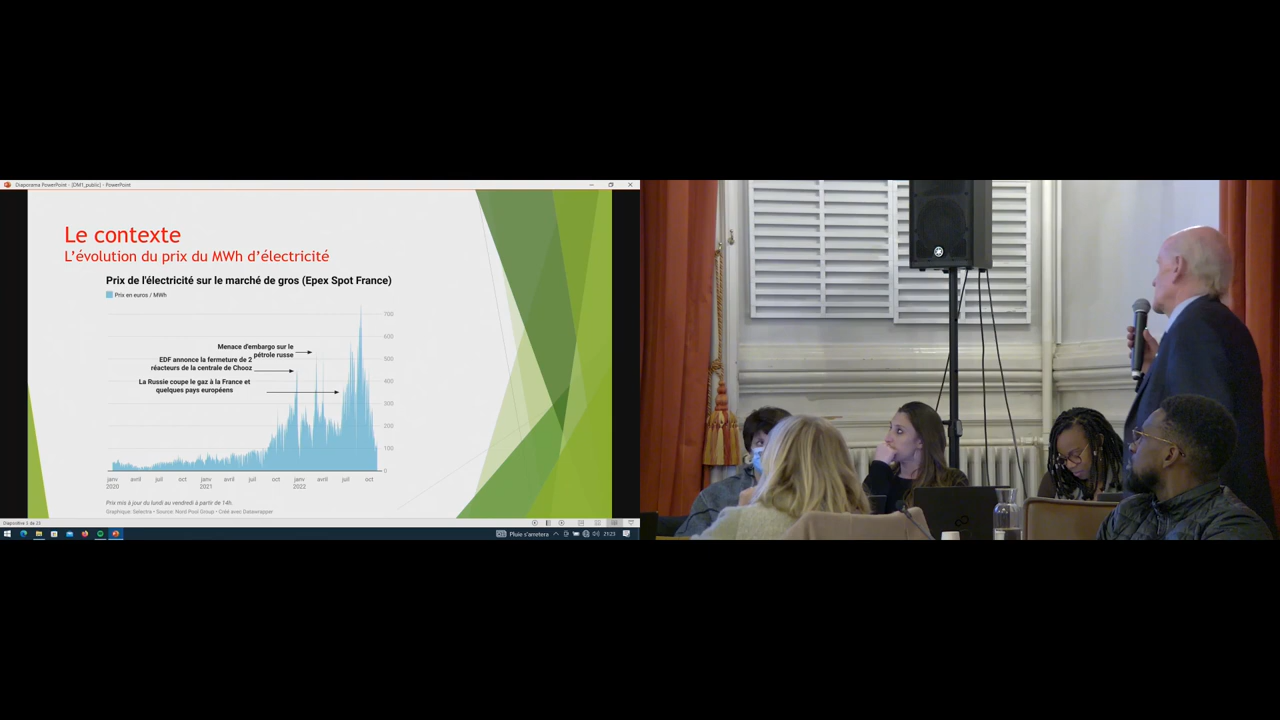 Diaporama PowerPoint - [DM1_public] - PowerPoint
Le contexte
L'évolution du prix du MWh d'électricité
Prix de l'électricité sur le marché de gros (Epex Spot France)
Prix en euros / MWh
700
600
500
400
300
200
100
0
Menace d'embargo sur le
pétrole russe
EDF annonce la fermeture de 2
réacteurs de la centrale de Chooz
La Russie coupe le gaz à la France et
quelques pays européens
janv avril juil oct janv avril juil oct janv avril juil oct
2020 2021 2022
Prix mis à jour du lundi au vendredi à partir de 14h.
Graphique: Selectra • Source: Nord Pool Group • Créé avec Datawrapper
Pluie s'arretera
21:23